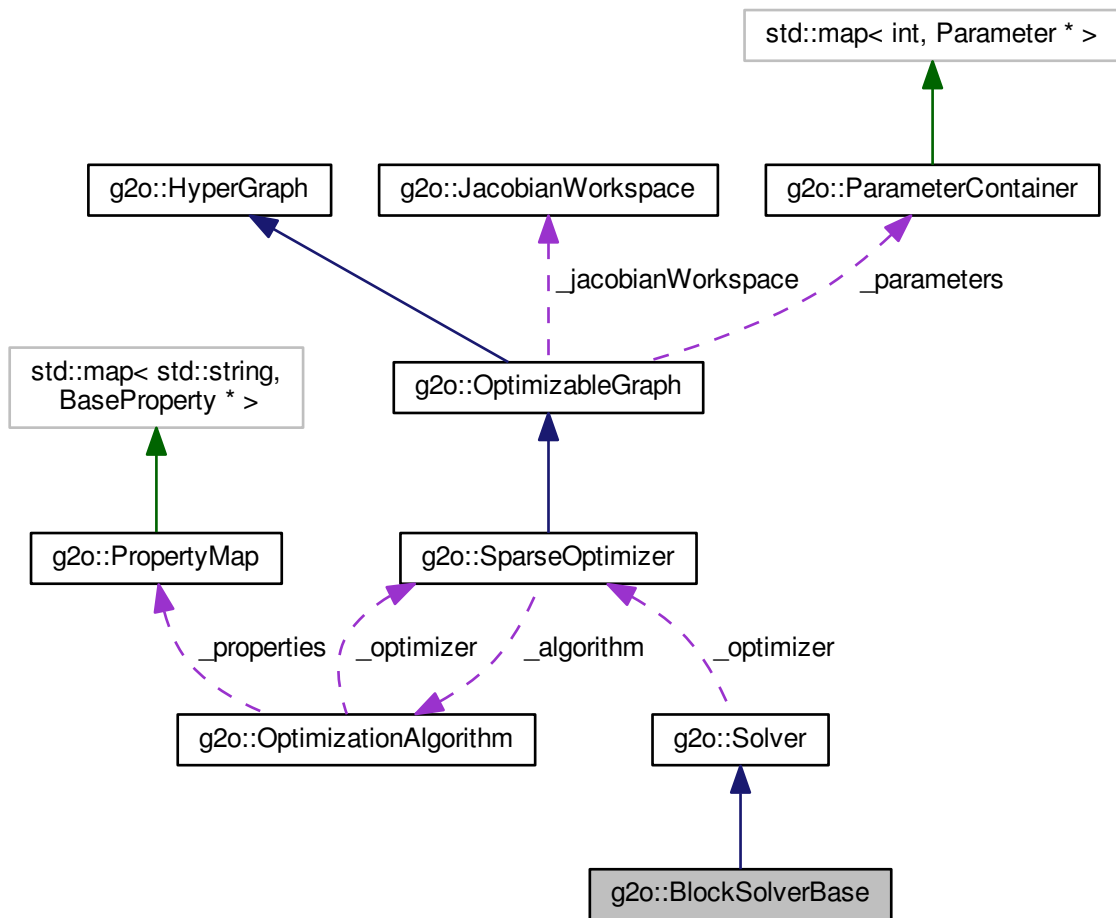 std::map< int, Parameter * >
g2o::HyperGraph
g2o::JacobianWorkspace
g2o::ParameterContainer
_jacobianWorkspace
_parameters
std::map< std::string,
BaseProperty * >
g2o::OptimizableGraph
g2o::PropertyMap
g2o::SparseOptimizer
_properties
_optimizer
_algorithm
_optimizer
g2o::OptimizationAlgorithm
g2o::Solver
g2o::BlockSolverBase